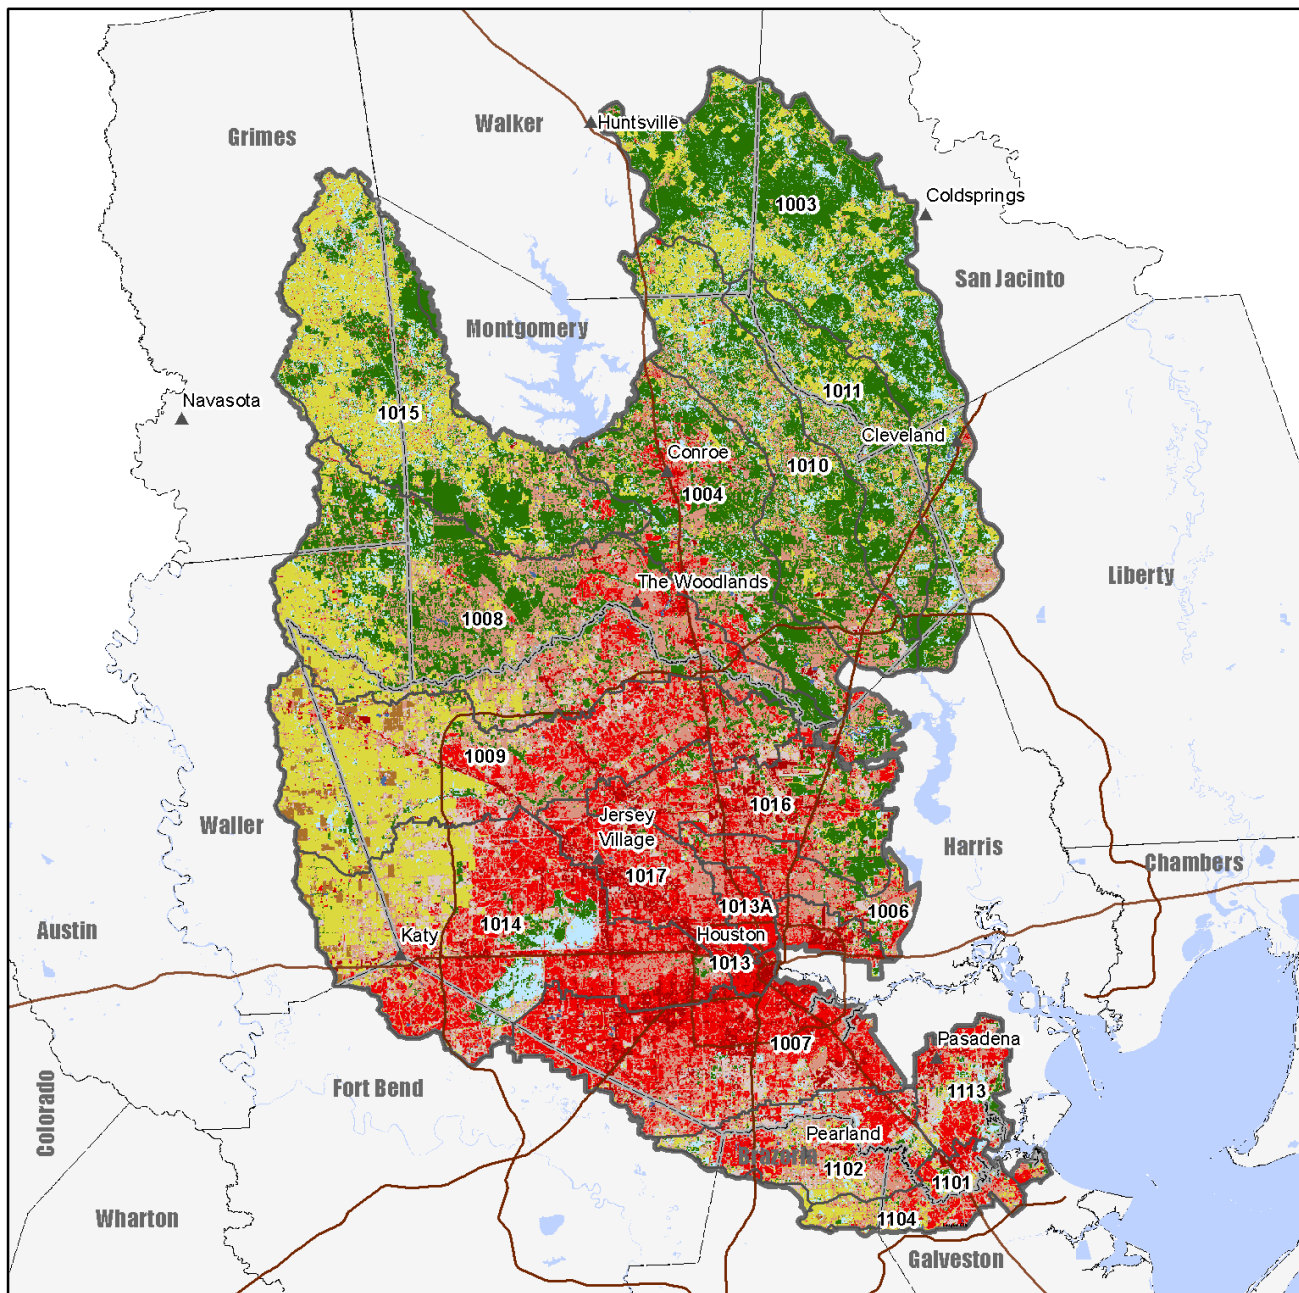 Walker
Huntsville
Grimes
Coldsprings
1003
San Jacinto
Montgomery
Navasota
1015
1011
Cleveland
Conroe
1010
1004
The Woodlands
Liberty
1008
1009
1016
Jersey
Village
Waller
Harris
Chambers
1017
1013A
1006
1014
Austin
Katy
Houston
1013
1007
Pasadena
Fort Bend
1113
Colorado
Pearland
Brazoria
1102
1101
Wharton
1104
Galveston